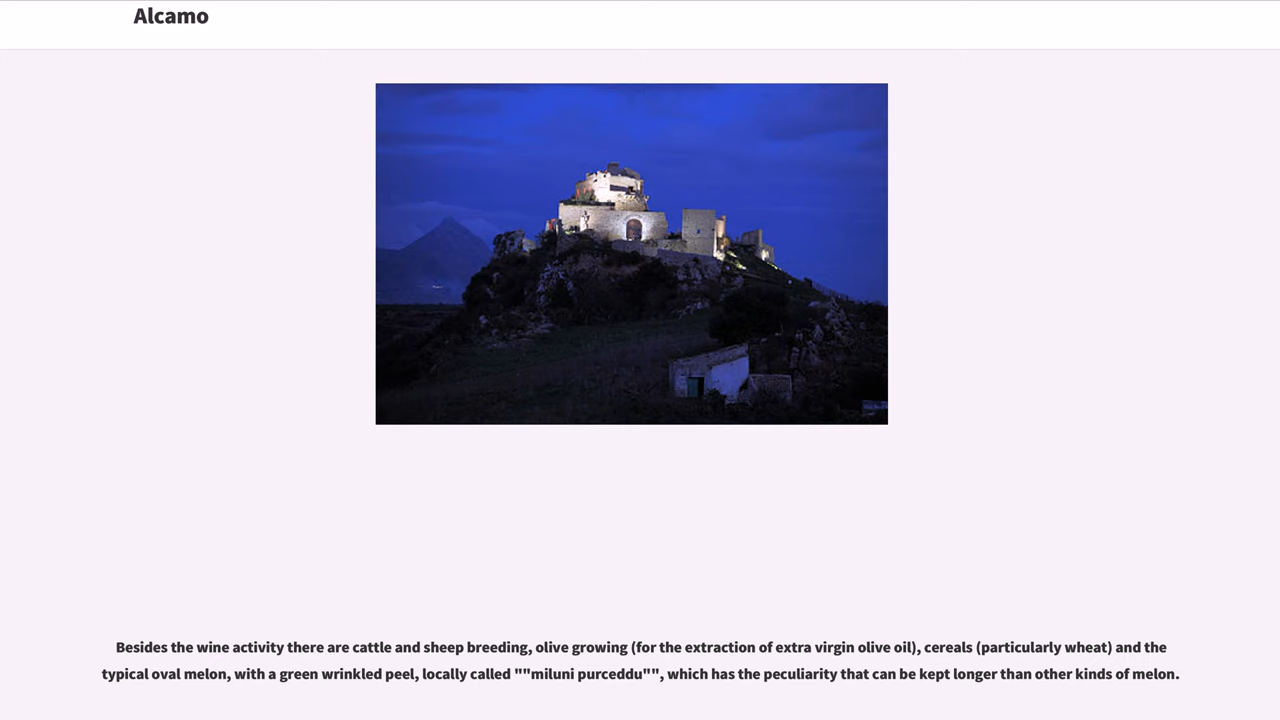 Alcamo
Besides the wine activity there are cattle and sheep breeding, olive growing (for the extraction of extra virgin olive oil), cereals (particularly wheat) and the
typical oval melon, with a green wrinkled peel, locally called ""miluni purceddu"", which has the peculiarity that can be kept longer than other kinds of melon.